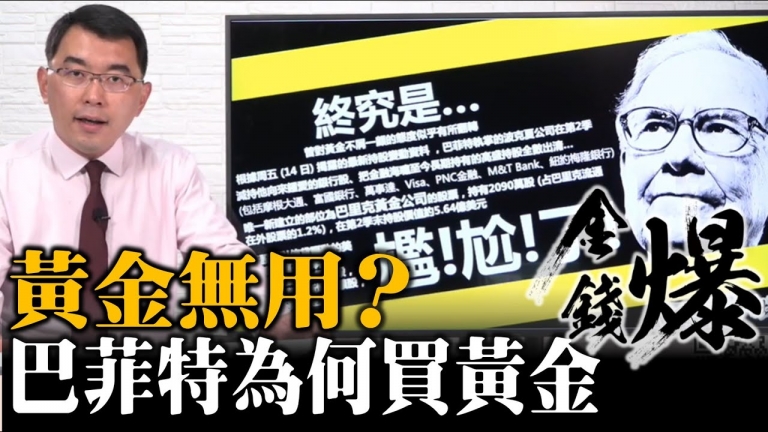 終究是...
曾對黃金不屑一顧的態度似乎有所翻轉
根據周五 (14 日) 揭露的最新持股變動資料，巴菲特執掌的波克夏公司在第2季
減持他向來鍾愛的銀行股、把金融海嘯至今長期持有的高盛持股全數出清...
(包括摩根大通、富國銀行、萬事達、Visa、PNC金融、M&T Bank、紐約梅隆銀行)
唯一新建立的部位為巴里克黃金公司的股票，持有2090萬股 (占巴里克流通
在外股票的1.2%)，在第2季末持股價值約5.64億美元
尷!尬!了
金錢爆
黃金無用?
巴菲特為何買黃金